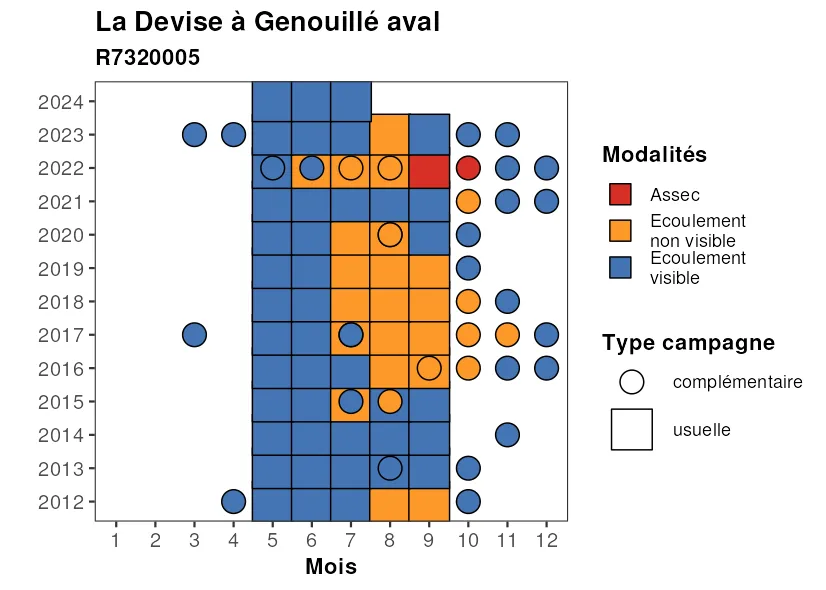 La Devise à Genouillé aval
R7320005
2024
2023
2022
2021
2020
2019
2018
2017
2016
2015
2014
2013
2012
1 2 3 4 5 6 7 8 9 10 11 12
Mois
Modalités
Assec
Ecoulement
non visible
Ecoulement
visible
Type campagne
complémentaire
usuelle